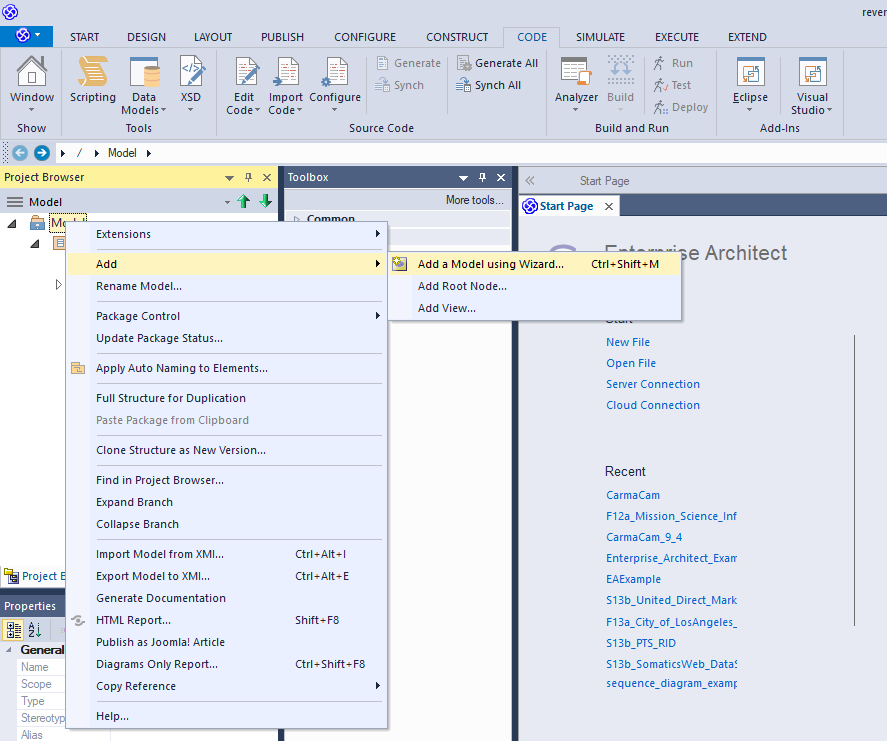 rever
START DESIGN LAYOUT PUBLISH CONFIGURE CONSTRUCT CODE SIMULATE EXECUTE EXTEND
Window
Scripting
Data
Models
XSD
Edit
Code
Import
Code
Configure
Generate
Synch
Generate All
Synch All
Analyzer
Build
Run
Test
Deploy
Eclipse
Visual
Studio
Show
Tools
Source Code
Build and Run
Add-Ins
/ Model
Project Browser
Model
Toolbox
More tools...
Common
Start Page
Start Page
Enterprise Architect
Extensions
Add
Rename Model...
Package Control
Update Package Status...
Apply Auto Naming to Elements...
Full Structure for Duplication
Paste Package from Clipboard
Clone Structure as New Version...
Find in Project Browser...
Expand Branch
Collapse Branch
Import Model from XMI... Ctrl+Alt+I
Export Model to XMI... Ctrl+Alt+E
Generate Documentation
HTML Report... Shift+F8
Publish as Joomla! Article
Diagrams Only Report... Ctrl+Shift+F8
Copy Reference
Help...
Add a Model using Wizard... Ctrl+Shift+M
Add Root Node...
Add View...
Start
New File
Open File
Server Connection
Cloud Connection
Recent
CarmaCam
F12a_Mission_Science_Inf
CarmaCam_9_4
Enterprise_Architect_Exam
EAExample
S13b_United_Direct_Mark
F13a_City_of_LosAngeles_
S13b_PTS_RID
S13b_SomaticsWeb_DataS
sequence_diagram_examp
Project B
Properties
General
Name
Scope
Type
Stereotyp
Alias